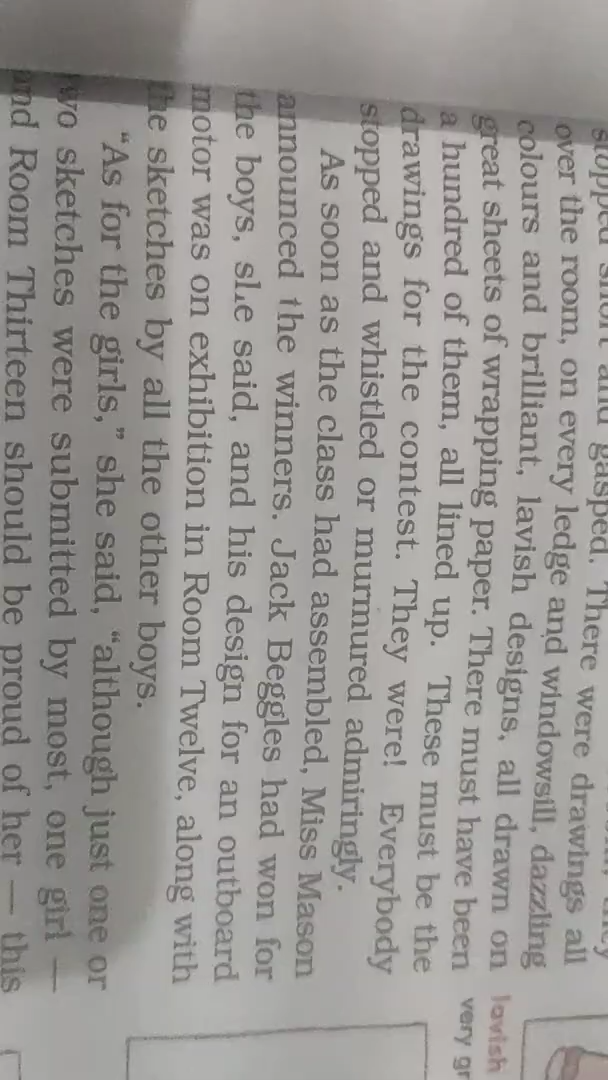 gasped. There were drawings all
over the room, on every ledge and windowsill, dazzling
colours and brilliant, lavish designs, all drawn on
great sheets of wrapping paper. There must have been
a hundred of them, all lined up. These must be the
drawings for the contest. They were! Everybody
stopped and whistled or murmured admiringly.
As soon as the class had assembled, Miss Mason
announced the winners. Jack Beggles had won for
the boys, she said, and his design for an outboard
motor was on exhibition in Room Twelve, along with
the sketches by all the other boys.
“As for the girls,” she said, “although just one or
two sketches were submitted by most, one girl —
and Room Thirteen should be proud of her — this
lavish
very